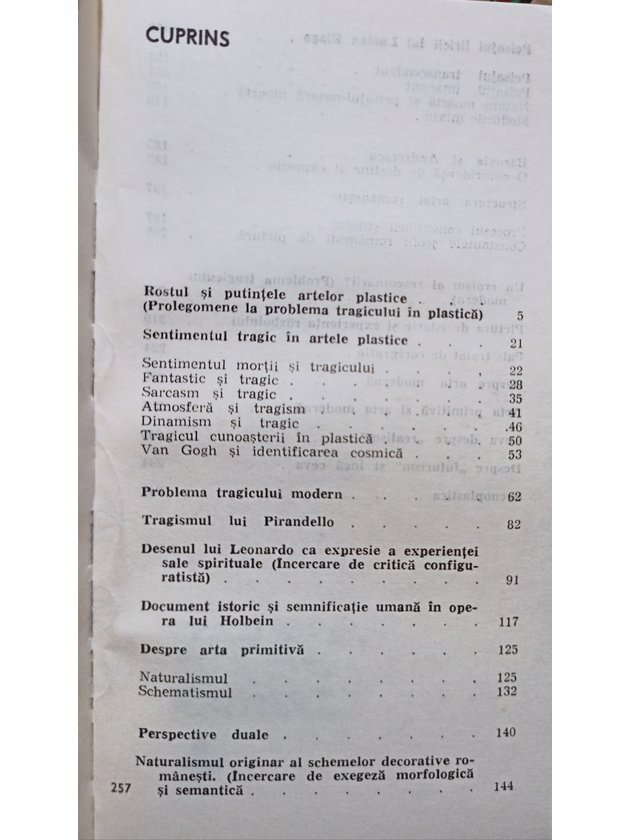 CUPRINS
Rostul și putințele artelor plastice . . .
(Prolegomene la problema tragicului în plastică) 5
Sentimentul tragic în artele plastice . . . 21
Sentimentul morții și tragicului . . . . 22
Fantastic și tragic . . . . . . 28
Sarcasm și tragic . . . . . . 35
Atmosferă și tragism . . . . . 41
Dinamism și tragic . . . . . .46
Tragicul cunoașterii în plastică . . . . 50
Van Gogh și identificarea cosmică . . . 53
Problema tragicului modern . . . . . 62
Tragismul lui Pirandello . . . . . 82
Desenul lui Leonardo ca expresie a experienței
sale spirituale (Incercare de critică configu-
ratistă) . . . . . . . . 91
Document istoric și semnificație umană în ope-
ra lui Holbein . . . . . . 117
Despre arta primitivă . . . . . . 125
Naturalismul . . . . . . . 125
Schematismul . . . . . . . 132
Perspective duale . . . . . . . 140
Naturalismul originar al schemelor decorative ro-
mânești. (Incercare de exegeză morfologică
257 și semantică . . . . . . . 144